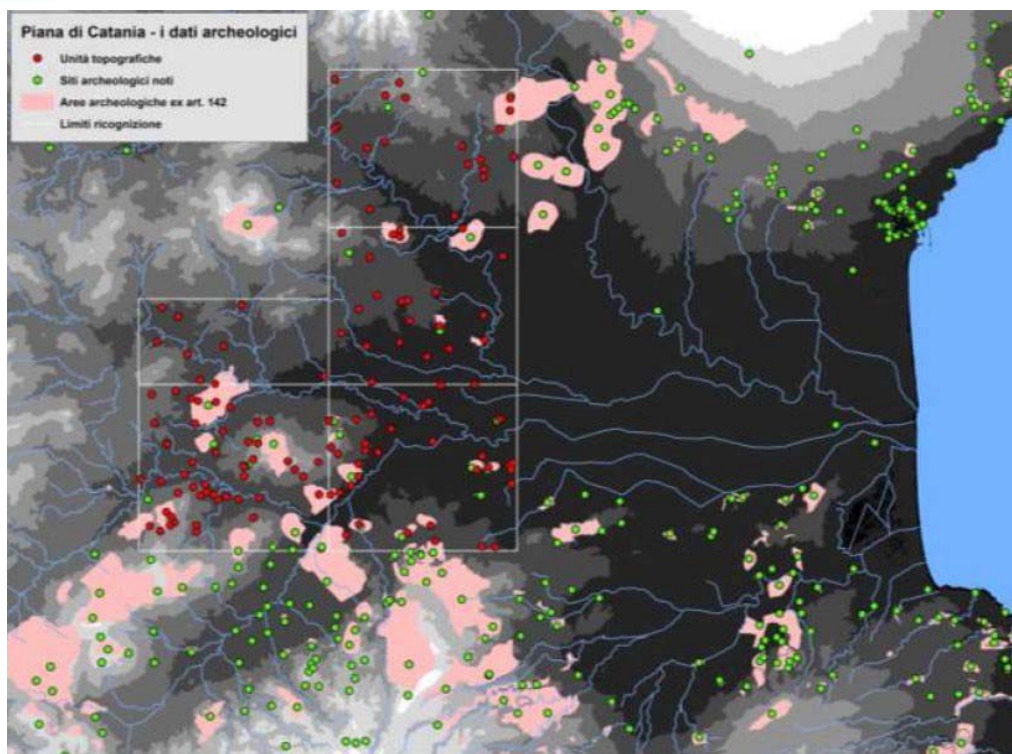 Piana di Catania - i dati archeologici
Unità topografiche
Siti archeologici noti
Aree archeologiche ex art. 142
Limiti ricognizione